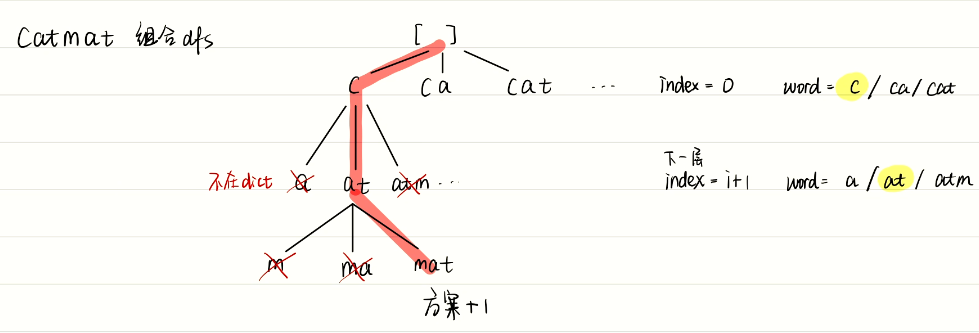 Catmat 组合dfs
[ ]
c ca cat ... index = 0 word = c / ca / cat
下一层
不在dict a at atm ... index = i+1 word = a / at / atm
m ma mat
方案+1